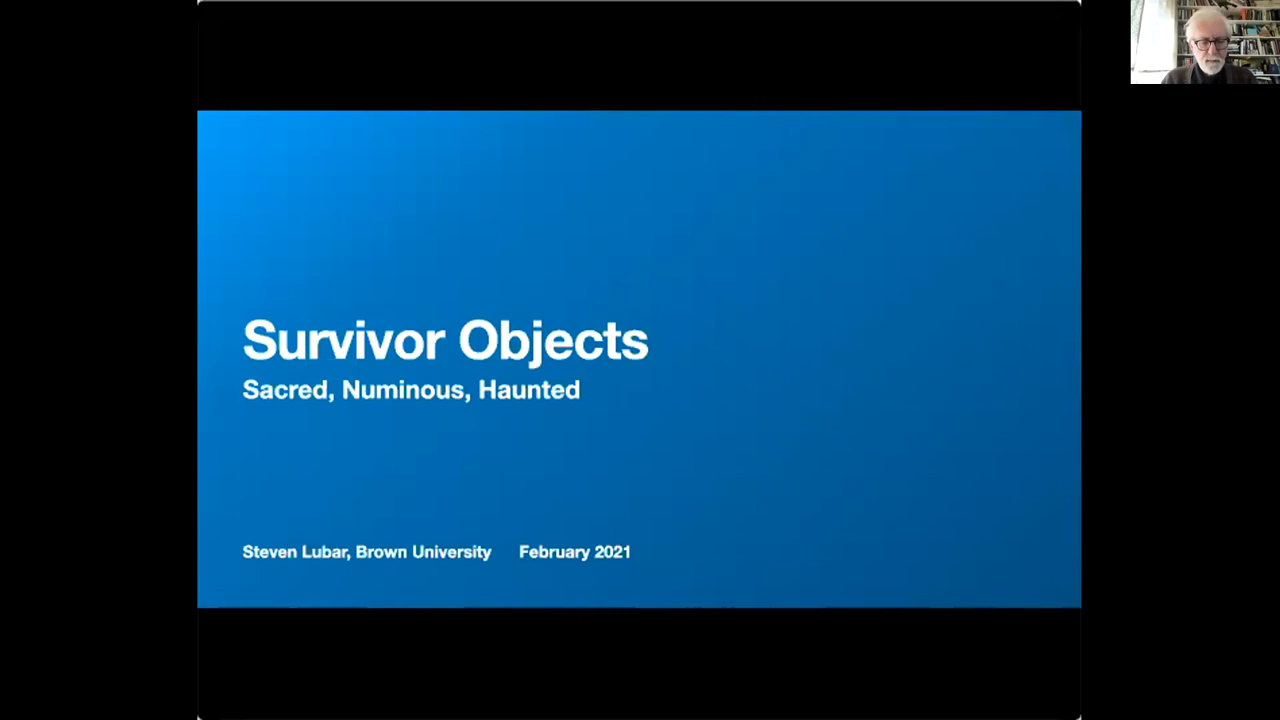 Survivor Objects
Sacred, Numinous, Haunted
Steven Lubar, Brown University February 2021